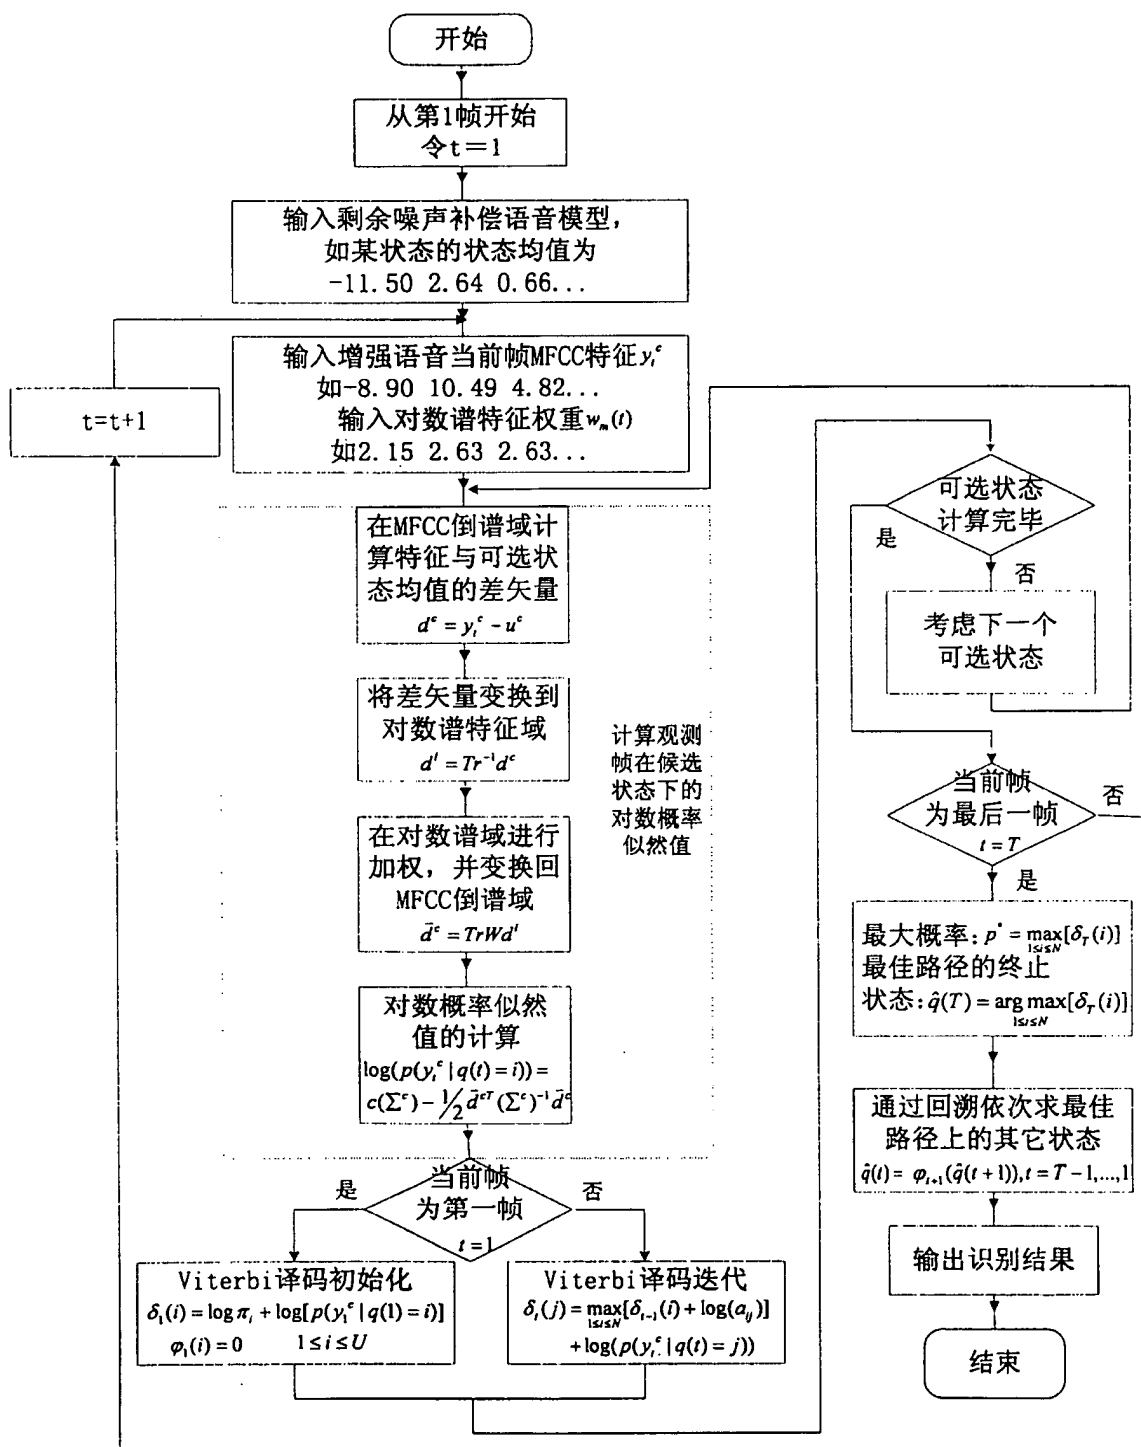 开始
从第1帧开始
令t＝1
输入剩余噪声补偿语音模型，
如某状态的状态均值为
-11.50 2.64 0.66...
输入增强语音当前帧MFCC特征y_t^c
如-8.90 10.49 4.82...
输入对数谱特征权重w_m(t)
如2.15 2.63 2.63...
t=t+1
在MFCC倒谱域计
算特征与可选状
态均值的差矢量
d^c = y_t^c - u^c
将差矢量变换到
对数谱特征域
d^l = Tr^{-1}d^c
在对数谱域进行
加权，并变换回
MFCC倒谱域
d̄^c = TrWd^l
对数概率似然
值的计算
log(p(y_t^c | q(t) = i)) =
c(∑^c) - 1/2 d̄^{cT}(∑^c)^{-1} d̄^c
计算观测
帧在候选
状态下的
对数概率
似然值
当前帧
为第一帧
t=1
是
否
Viterbi译码初始化
δ_1(i) = log π_i + log[p(y_1^c | q(1) = i)]
φ_1(i) = 0 1≤i≤U
Viterbi译码迭代
δ_t(j) = max_{1≤i≤N}[δ_{t-1}(i) + log(a_{ij})]
+ log(p(y_t^c | q(t) = j))
可选状态
计算完毕
是
否
考虑下一个
可选状态
当前帧
为最后一帧
t = T
否
是
最大概率: p^* = max_{1≤i≤N}[δ_T(i)]
最佳路径的终止
状态: q̂(T) = arg max_{1≤i≤N}[δ_T(i)]
通过回溯依次求最佳
路径上的其它状态
q̂(t) = φ_{t+1}(q̂(t+1)), t = T-1,...,1
输出识别结果
结束